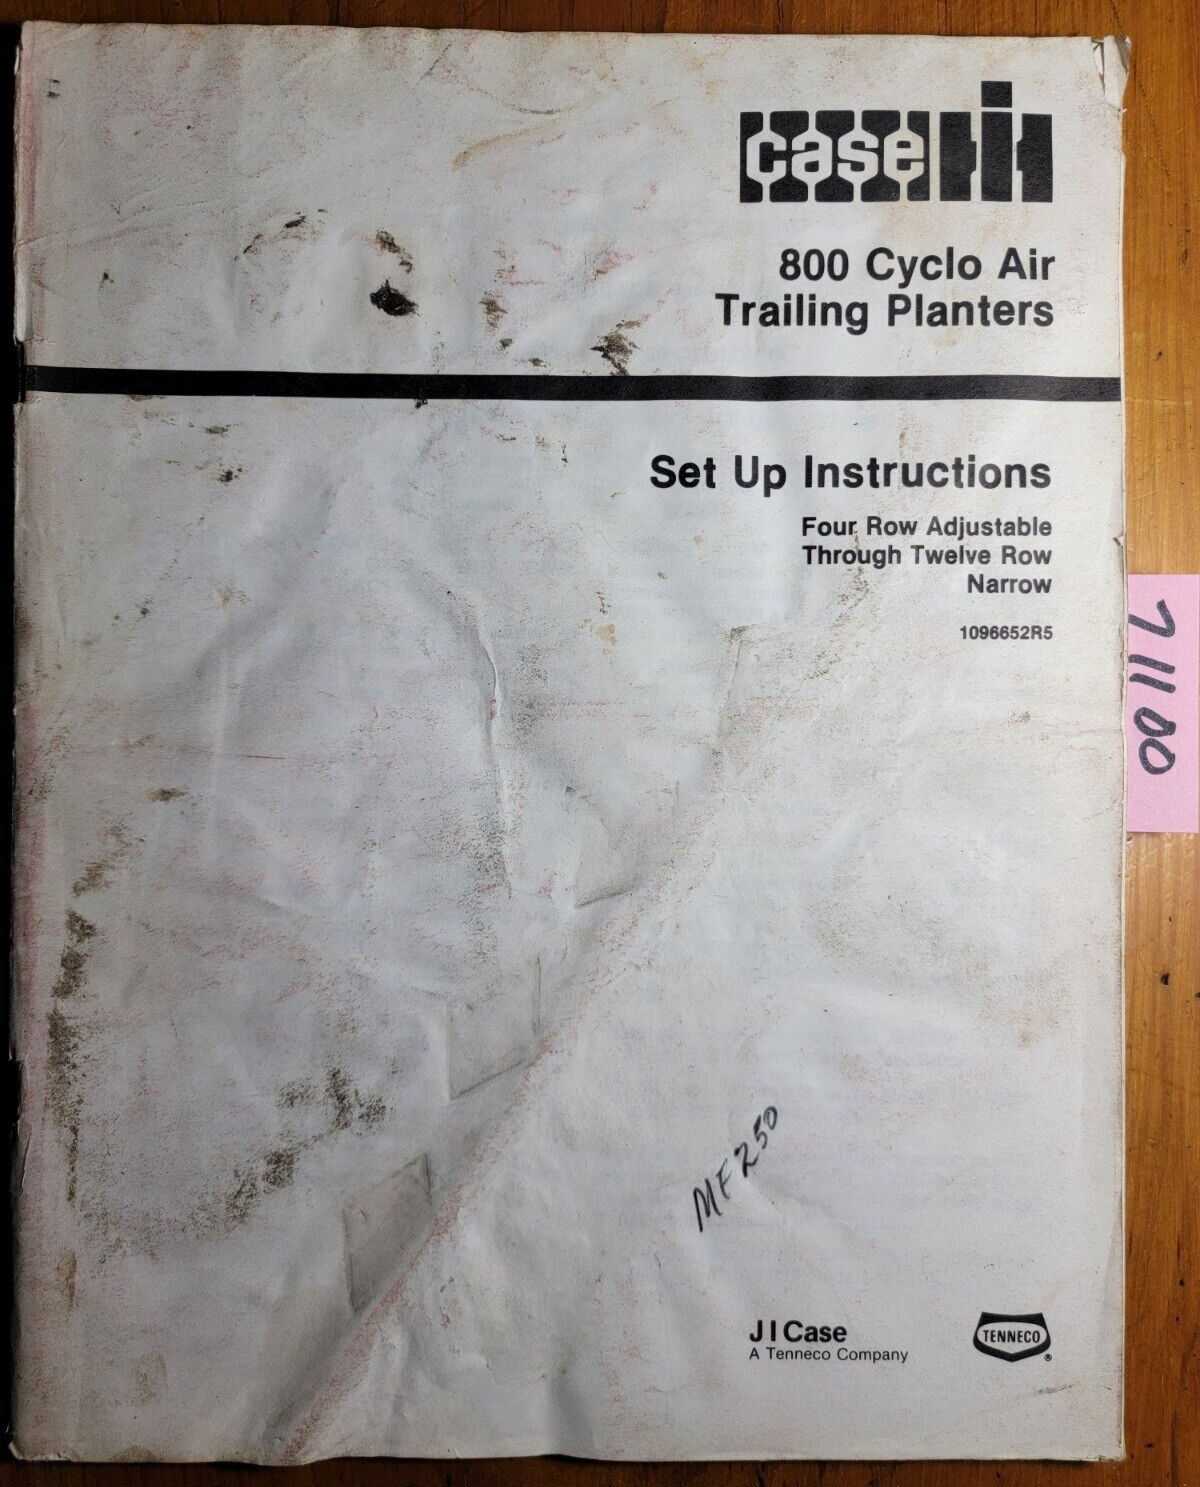 case IH
800 Cyclo Air
Trailing Planters
Set Up Instructions
Four Row Adjustable
Through Twelve Row
Narrow
1096652R5
71100
MF250
J I Case
A Tenneco Company
TENNECO
®